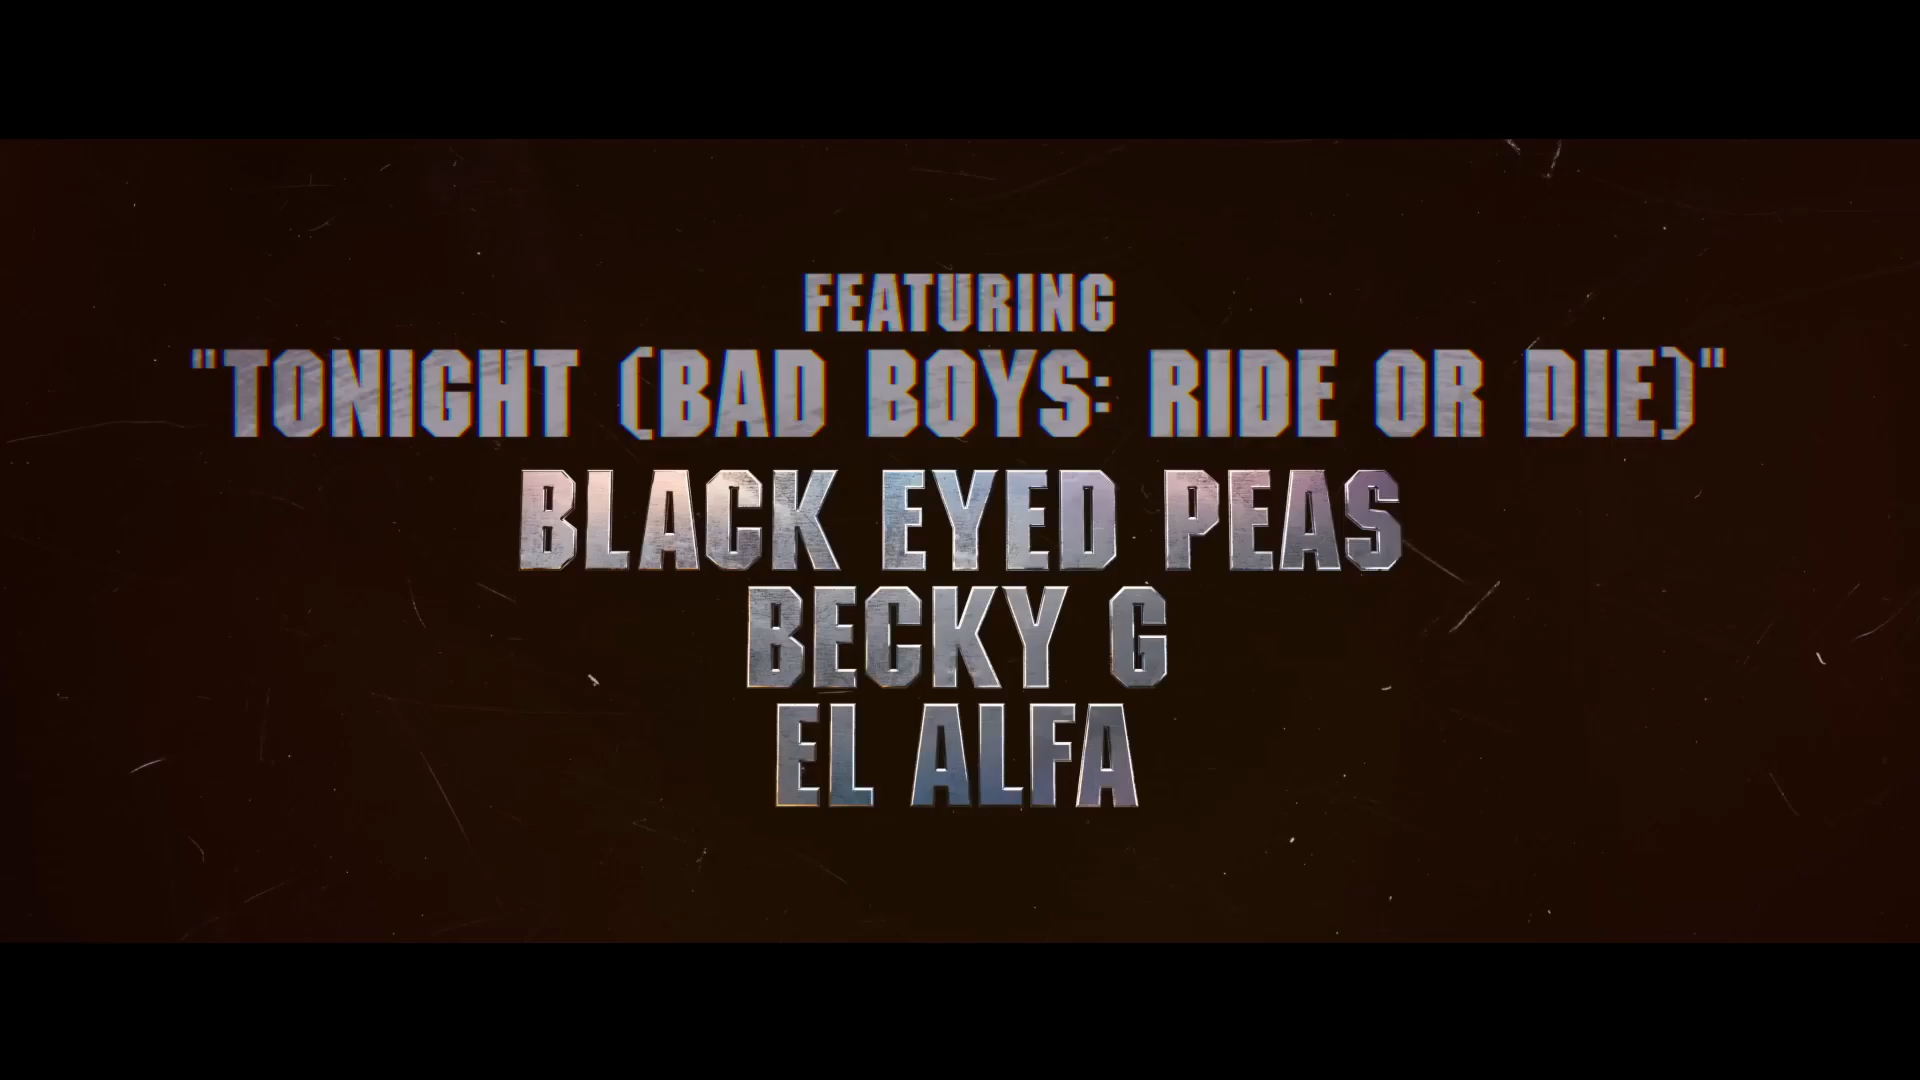 FEATURING
"TONIGHT (BAD BOYS: RIDE OR DIE)"
BLACK EYED PEAS
BECKY G
EL ALFA